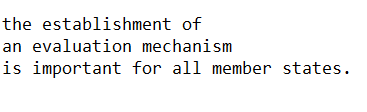 the establishment of
an evaluation mechanism
is important for all member states.